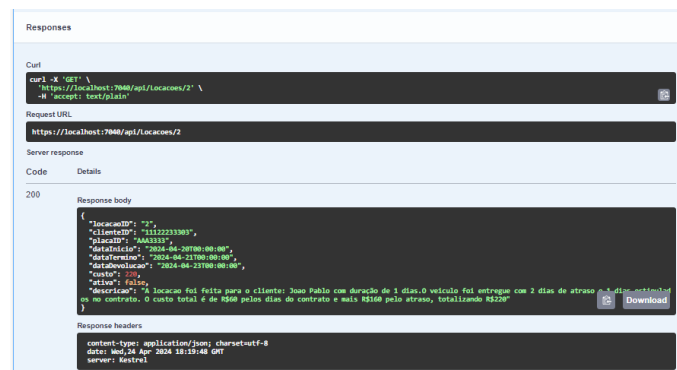 Responses
Curl
curl -X 'GET' \
'https://localhost:7040/api/Locacoes/2' \
-H 'accept: text/plain'
Request URL
https://localhost:7040/api/Locacoes/2
Server response
Code Details
200
Response body
{
"locacaoID": "2",
"clienteID": "11122233303",
"placaID": "AAA3333",
"dataInicio": "2024-04-20T00:00:00",
"dataTermino": "2024-04-21T00:00:00",
"dataDevolucao": "2024-04-23T00:00:00",
"custo": 220,
"ativa": false,
"descricao": "A locacao foi feita para o cliente: Joao Pablo com duração de 1 dias.O veiculo foi entregue com 2 dias de atraso 1 dias estipulad
os no contrato. O custo total é de R$60 pelos dias do contrato e mais R$160 pelo atraso, totalizando R$220"
}
Download
Response headers
content-type: application/json; charset=utf-8
date: Wed,24 Apr 2024 18:19:48 GMT
server: Kestrel